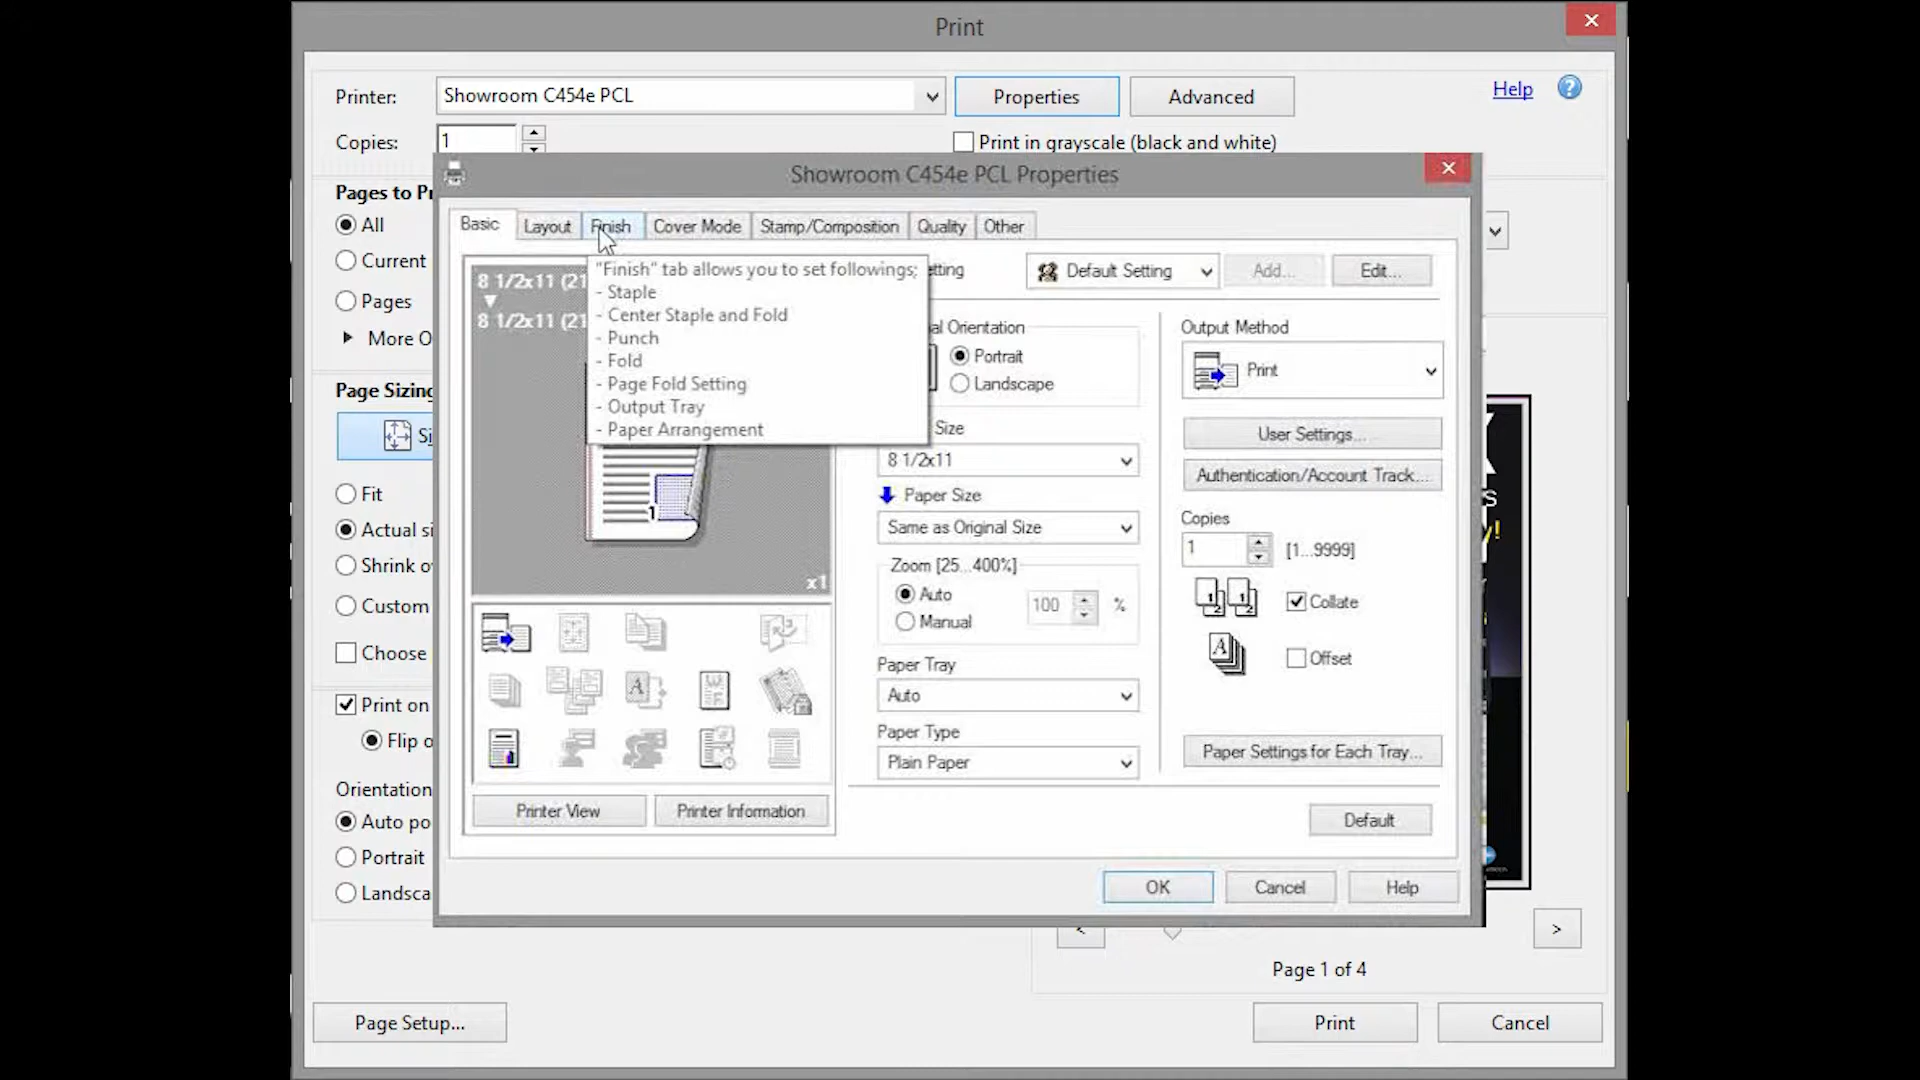 Print
Printer:
Showroom C454e PCL
Properties
Advanced
Help
?
Copies:
1
Print in grayscale (black and white)
Showroom C454e PCL Properties
Pages to Pr
All
Current
Pages
More O
Page Sizing
Si
Fit
Actual si
Shrink o
Custom
Choose
Print on
Flip o
Orientation
Auto po
Portrait
Landsca
Basic
Layout
Finish
Cover Mode
Stamp/Composition
Quality
Other
8 1/2x11 (21
8 1/2x11 (21
"Finish" tab allows you to set followings;
- Staple
- Center Staple and Fold
- Punch
- Fold
- Page Fold Setting
- Output Tray
- Paper Arrangement
1
x1
Printer View
Printer Information
etting
Default Setting
Add...
Edit...
al Orientation
Portrait
Landscape
Size
8 1/2x11
Paper Size
Same as Original Size
Zoom [25...400%]
Auto
Manual
100
%
Paper Tray
Auto
Paper Type
Plain Paper
Output Method
Print
User Settings...
Authentication/Account Track...
Copies
1
[1...9999]
Collate
Offset
Paper Settings for Each Tray...
Default
OK
Cancel
Help
<
>
Page 1 of 4
Page Setup...
Print
Cancel